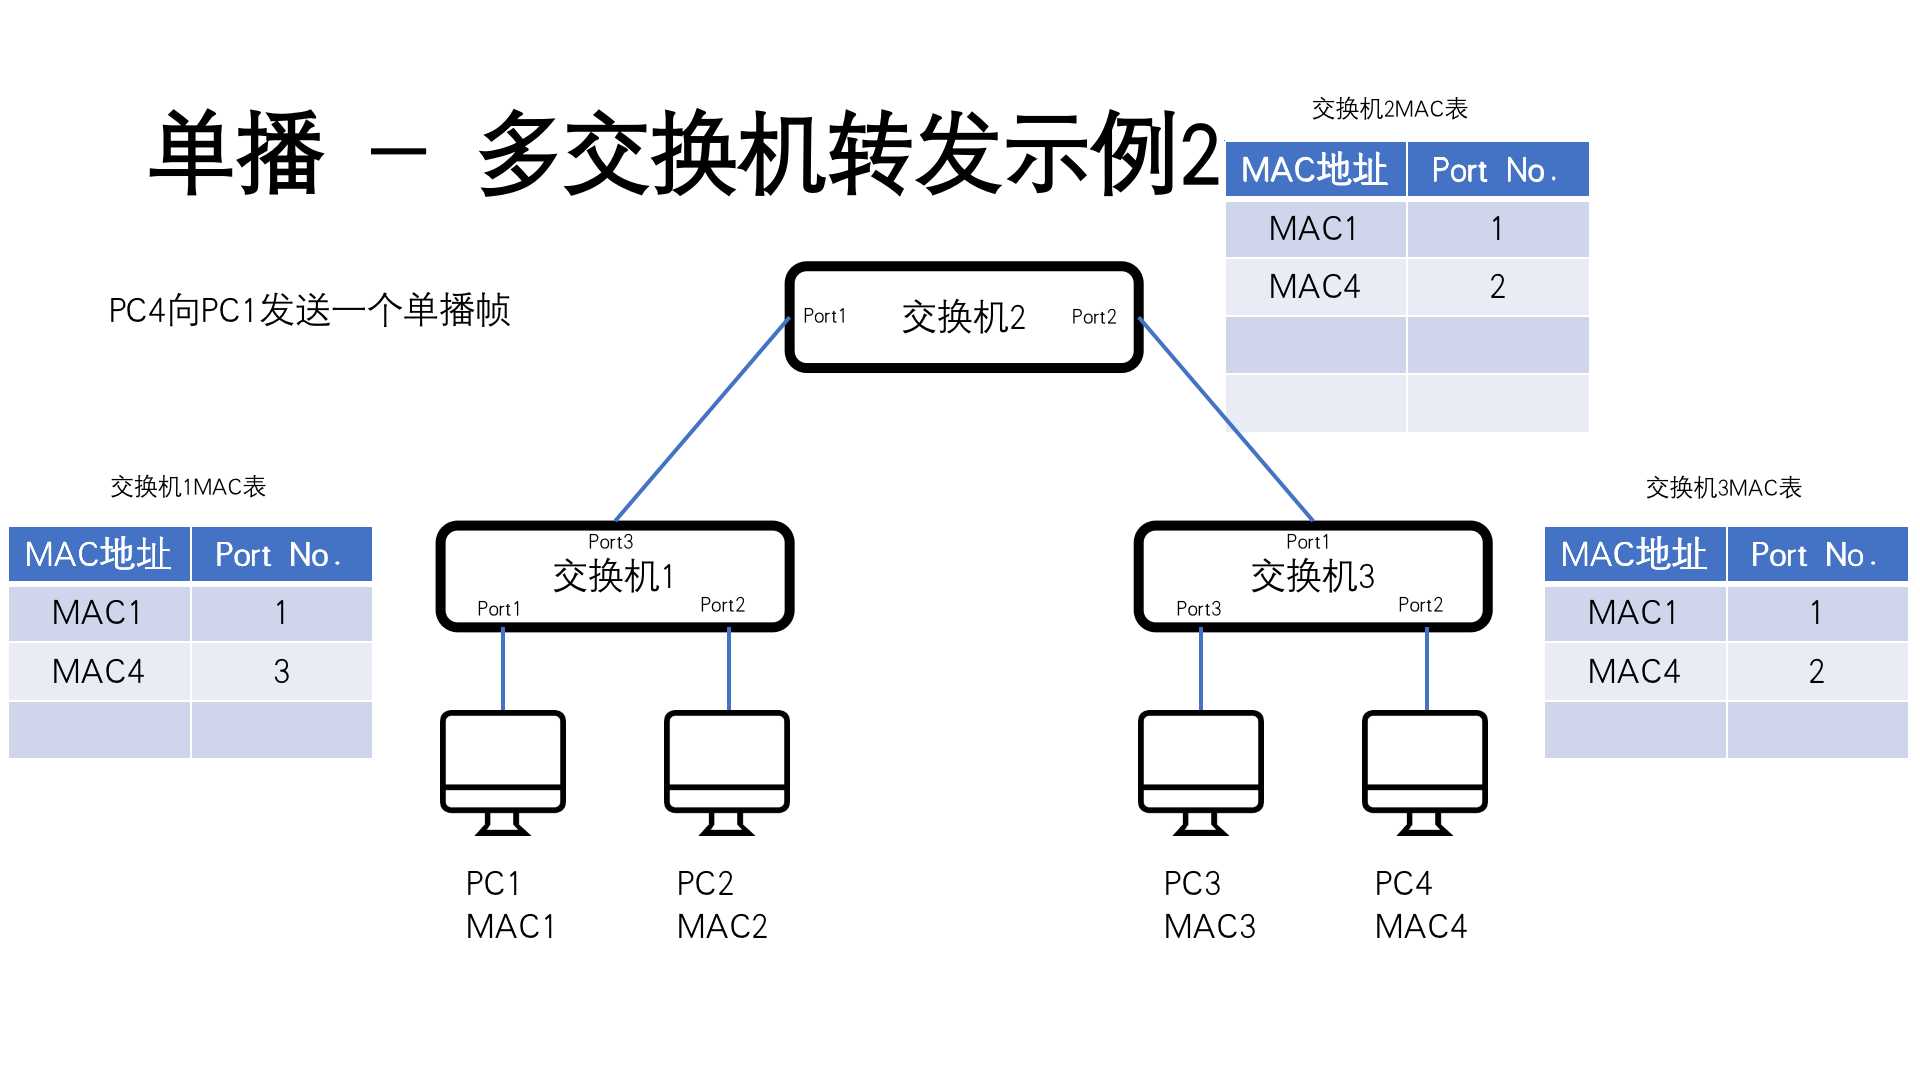 单播 - 多交换机转发示例2
PC4向PC1发送一个单播帧
交换机2MAC表
MAC地址 Port No.
MAC1 1
MAC4 2
Port1 交换机2 Port2
交换机1MAC表
MAC地址 Port No.
MAC1 1
MAC4 3
Port3
交换机1
Port1 Port2
Port1
交换机3
Port3 Port2
交换机3MAC表
MAC地址 Port No.
MAC1 1
MAC4 2
PC1
MAC1
PC2
MAC2
PC3
MAC3
PC4
MAC4